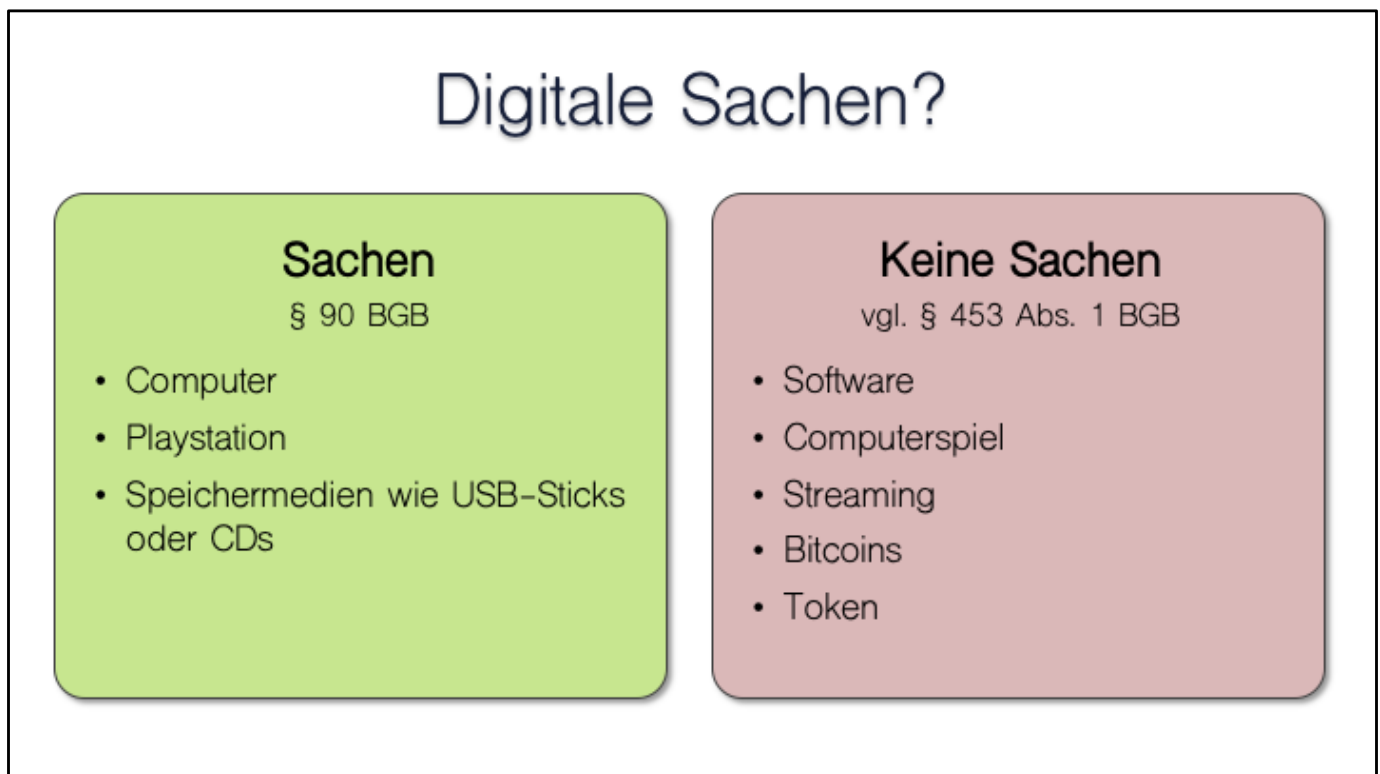 Digitale Sachen?
Sachen
§ 90 BGB
• Computer
• Playstation
• Speichermedien wie USB-Sticks
oder CDs
Keine Sachen
vgl. § 453 Abs. 1 BGB
• Software
• Computerspiel
• Streaming
• Bitcoins
• Token